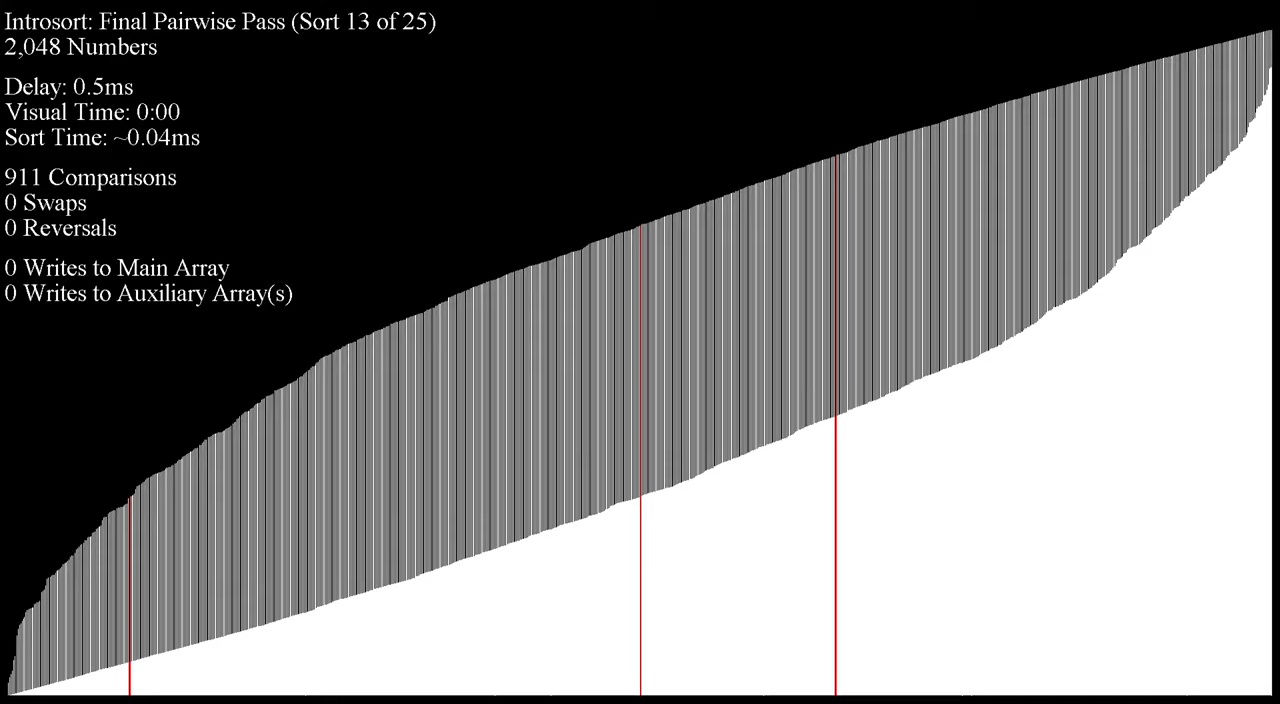 Introsort: Final Pairwise Pass (Sort 13 of 25)
2,048 Numbers
Delay: 0.5ms
Visual Time: 0:00
Sort Time: ~0.04ms
911 Comparisons
0 Swaps
0 Reversals
0 Writes to Main Array
0 Writes to Auxiliary Array(s)